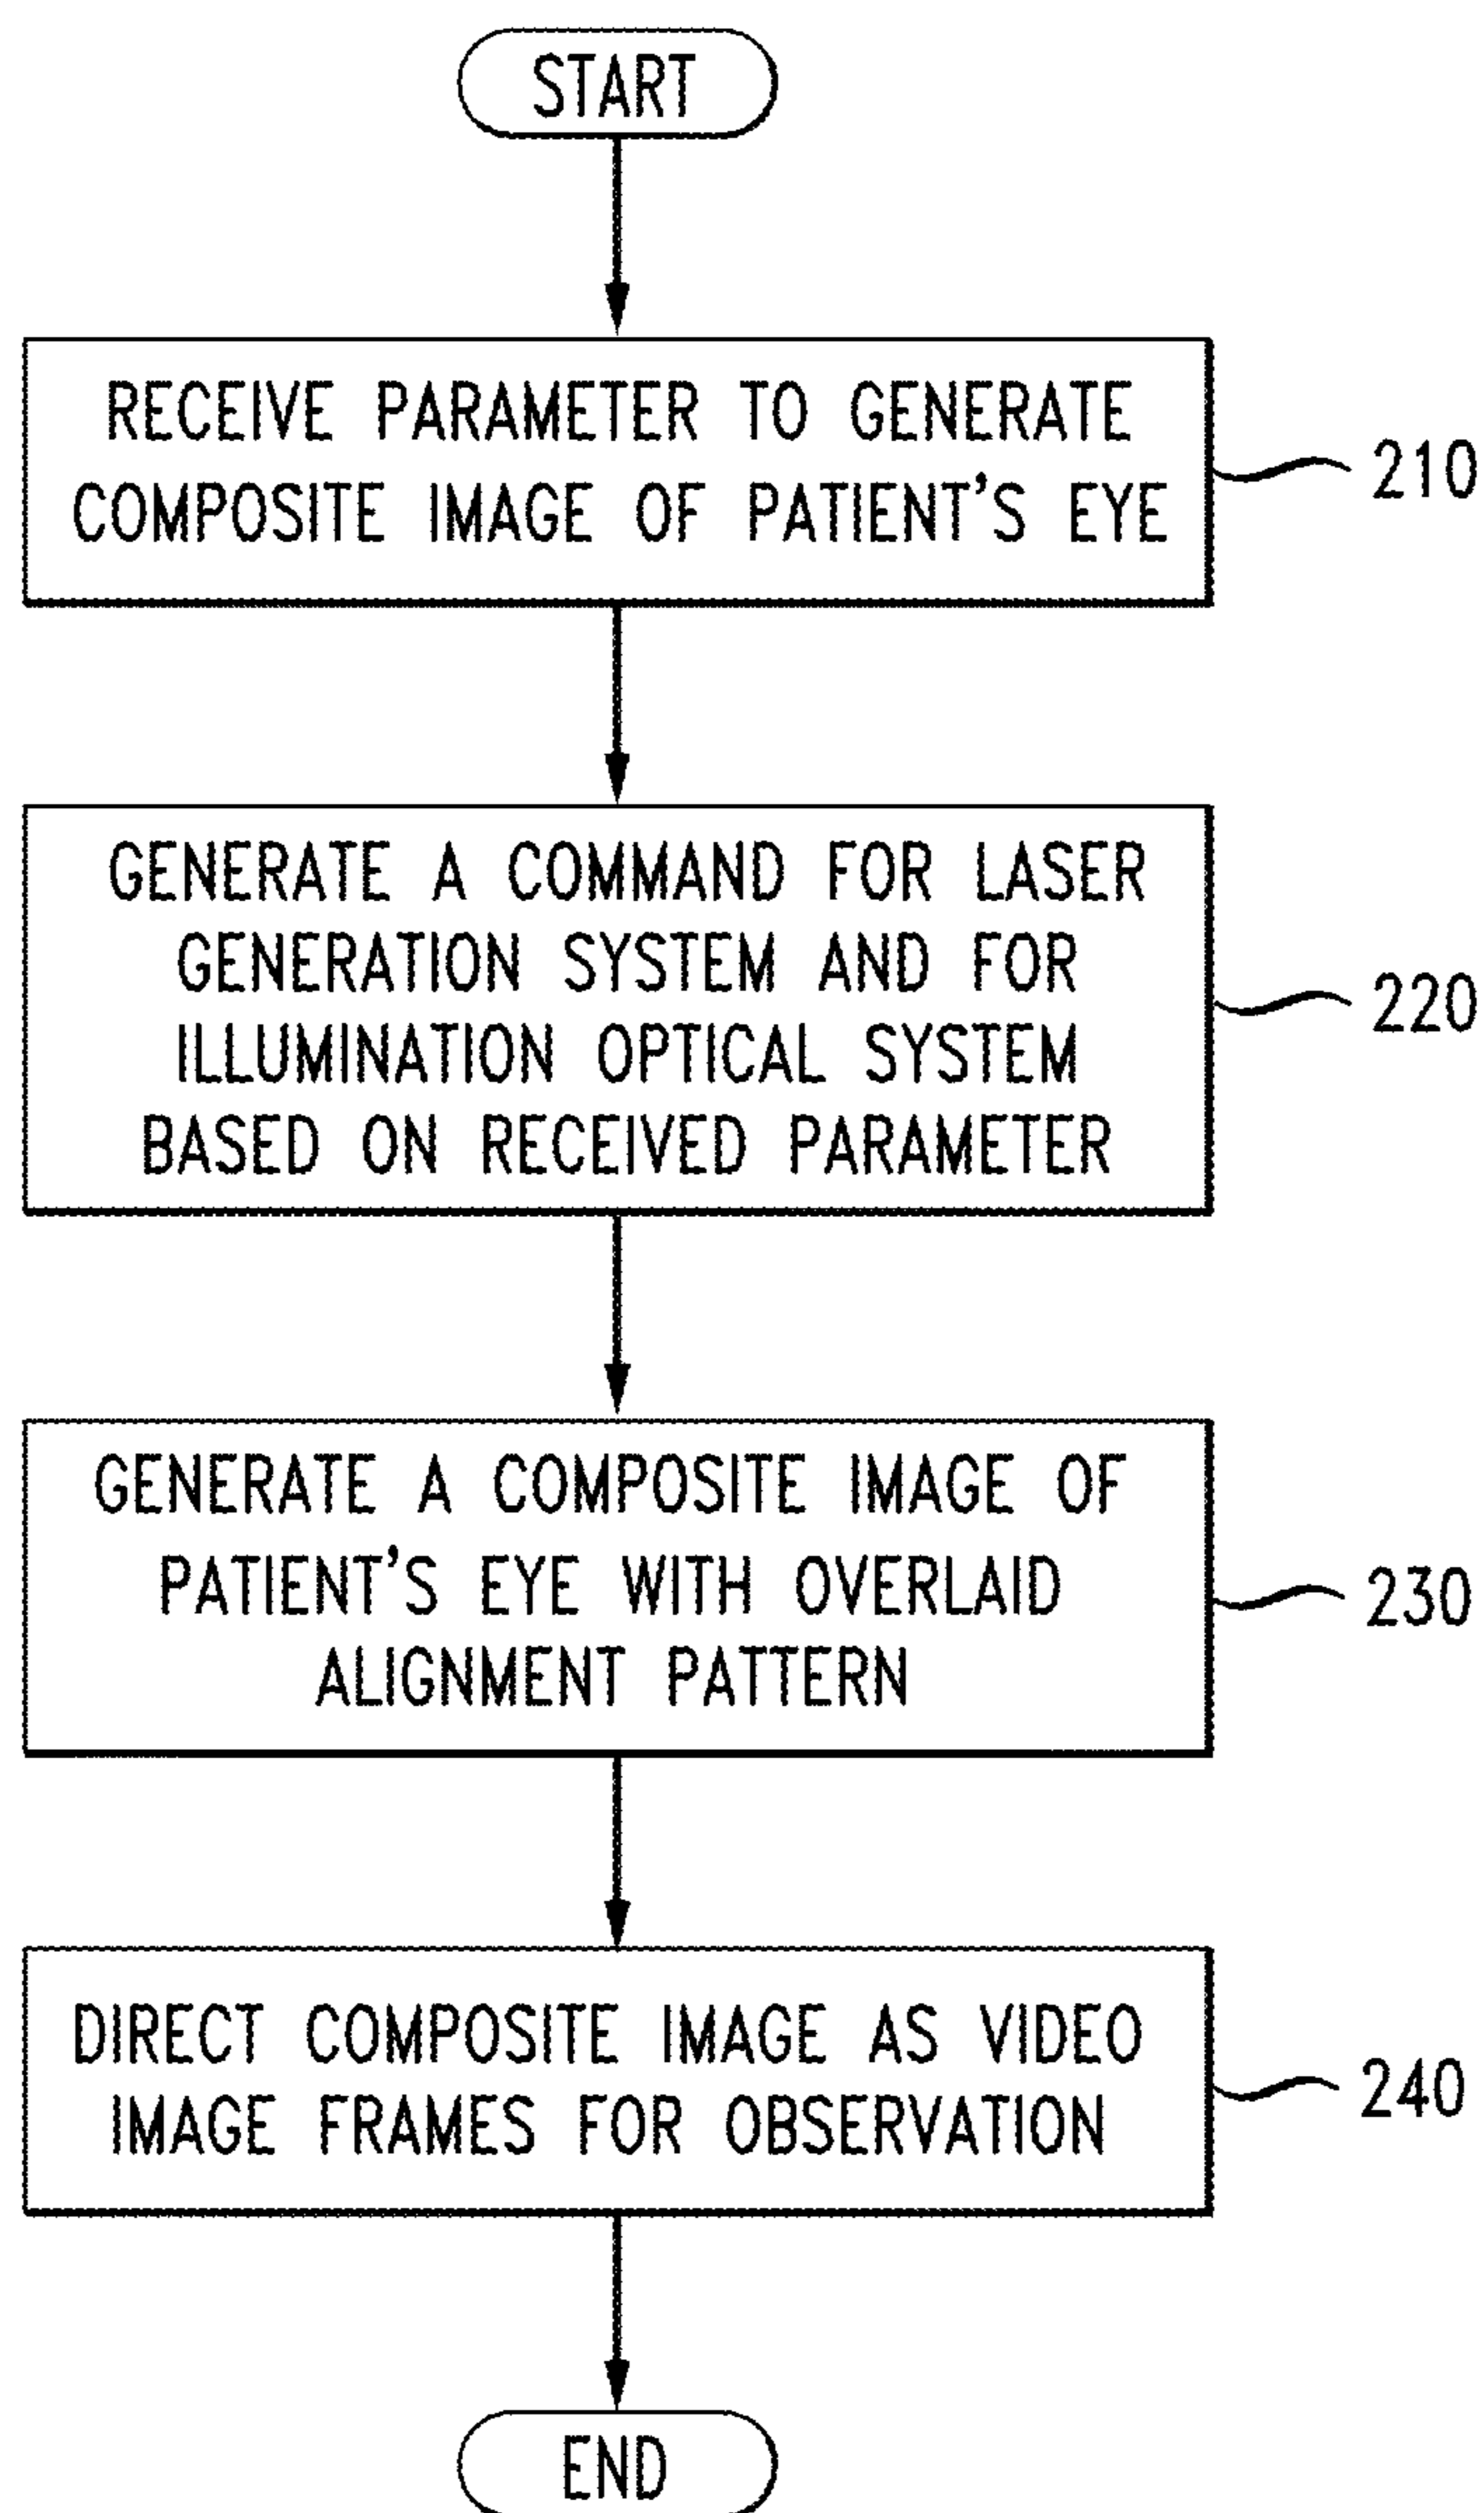 START
RECEIVE PARAMETER TO GENERATE
COMPOSITE IMAGE OF PATIENT'S EYE
210
GENERATE A COMMAND FOR LASER
GENERATION SYSTEM AND FOR
ILLUMINATION OPTICAL SYSTEM
BASED ON RECEIVED PARAMETER
220
GENERATE A COMPOSITE IMAGE OF
PATIENT'S EYE WITH OVERLAID
ALIGNMENT PATTERN
230
DIRECT COMPOSITE IMAGE AS VIDEO
IMAGE FRAMES FOR OBSERVATION
240
END